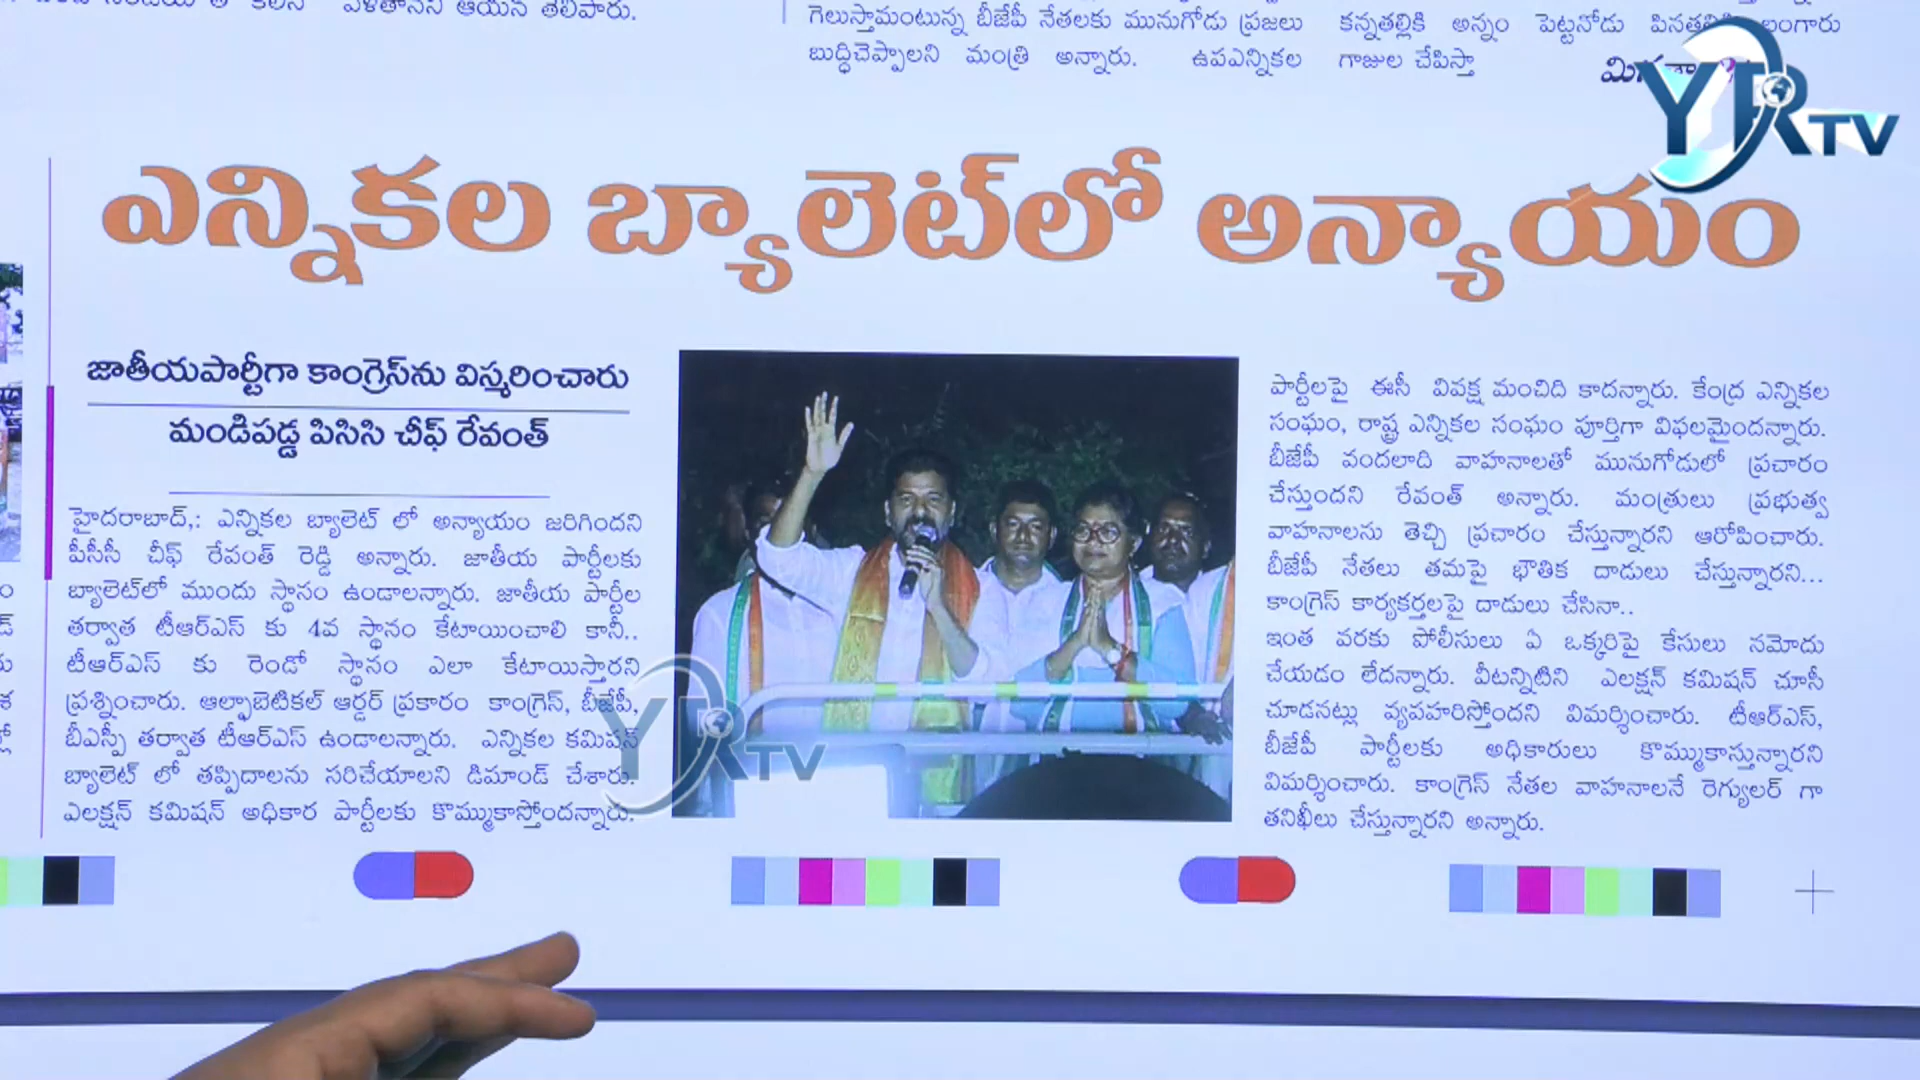 గెలుస్తామంటున్న బీజేపీ నేతలకు మునుగోడు ప్రజలు
బుద్ధిచెప్పాలని మంత్రి అన్నారు. ఉపఎన్నికల
కన్నతల్లికి అన్నం పెట్టనోడు
గాజుల చేపిస్తా
YR TV
ఎన్నికల బ్యాలెట్‌లో అన్యాయం
జాతీయపార్టీగా కాంగ్రెస్‌ను విస్మరించారు
మండిపడ్డ పిసిసి చీఫ్ రేవంత్
హైదరాబాద్,: ఎన్నికల బ్యాలెట్ లో అన్యాయం జరిగిందని
పీసీసీ చీఫ్ రేవంత్ రెడ్డి అన్నారు. జాతీయ పార్టీలకు
బ్యాలెట్‌లో ముందు స్థానం ఉండాలన్నారు. జాతీయ పార్టీల
తర్వాత టీఆర్ఎస్ కు 4వ స్థానం కేటాయించాలి కానీ..
టీఆర్ఎస్ కు రెండో స్థానం ఎలా కేటాయిస్తారని
ప్రశ్నించారు. ఆల్ఫాబెటికల్ ఆర్డర్ ప్రకారం కాంగ్రెస్, బీజేపీ,
బీఎస్పీ తర్వాత టీఆర్ఎస్ ఉండాలన్నారు. ఎన్నికల కమిషన్
బ్యాలెట్ లో తప్పిదాలను సరిచేయాలని డిమాండ్ చేశారు.
ఎలక్షన్ కమిషన్ అధికార పార్టీలకు కొమ్ముకాస్తోందన్నారు.
YR TV
పార్టీలపై ఈసీ వివక్ష మంచిది కాదన్నారు. కేంద్ర ఎన్నికల
సంఘం, రాష్ట్ర ఎన్నికల సంఘం పూర్తిగా విఫలమైందన్నారు.
బీజేపీ వందలాది వాహనాలతో మునుగోడులో ప్రచారం
చేస్తుందని రేవంత్ అన్నారు. మంత్రులు ప్రభుత్వ
వాహనాలను తెచ్చి ప్రచారం చేస్తున్నారని ఆరోపించారు.
బీజేపీ నేతలు తమపై భౌతిక దాడులు చేస్తున్నారని...
కాంగ్రెస్ కార్యకర్తలపై దాడులు చేసినా..
ఇంత వరకు పోలీసులు ఏ ఒక్కరిపై కేసులు నమోదు
చేయడం లేదన్నారు. వీటన్నిటిని ఎలక్షన్ కమిషన్ చూసీ
చూడనట్లు వ్యవహరిస్తోందని విమర్శించారు. టీఆర్ఎస్,
బీజేపీ పార్టీలకు అధికారులు కొమ్ముకాస్తున్నారని
విమర్శించారు. కాంగ్రెస్ నేతల వాహనాలనే రెగ్యులర్ గా
తనిఖీలు చేస్తున్నారని అన్నారు.